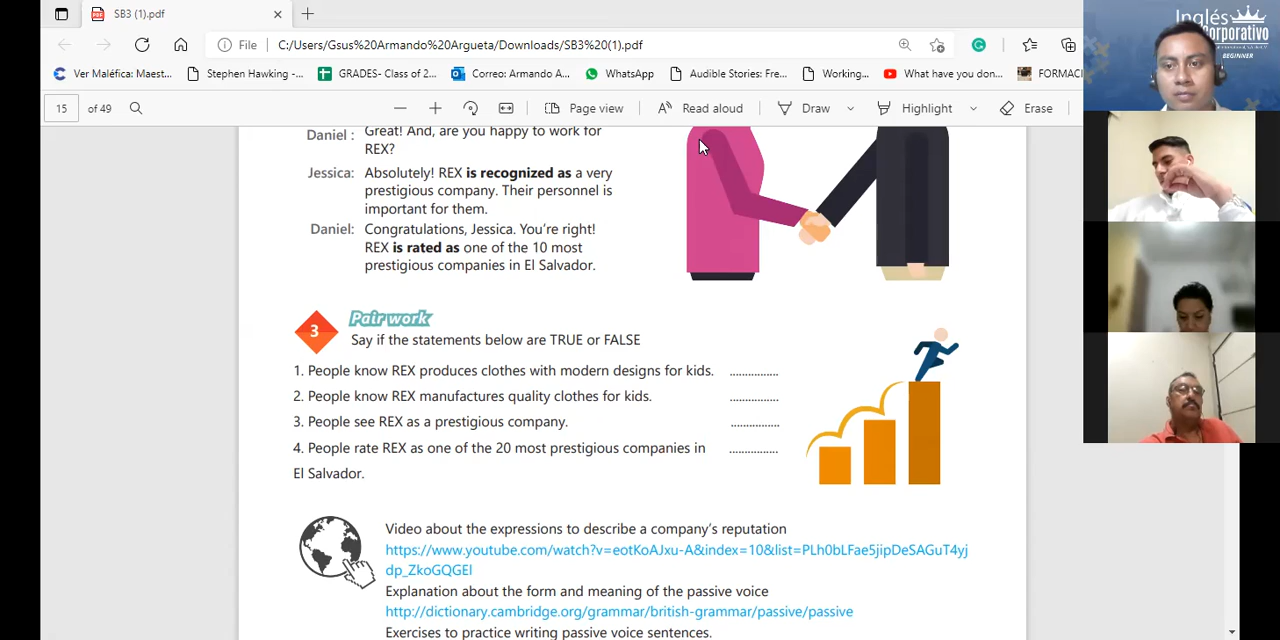 SB3 (1).pdf
File
C:/Users/Gsus%20Armando%20Argueta/Downloads/SB3%20(1).pdf
Ver Maléfica: Maest...
Stephen Hawking -...
GRADES- Class of 2...
Correo: Armando A...
WhatsApp
Audible Stories: Fre...
Working...
What have you don...
FORMACI
15 of 49
Page view
Read aloud
Draw
Highlight
Erase
Inglés
Corporativo
BEGINNER
Daniel : Great! And, are you happy to work for
REX?
Jessica: Absolutely! REX is recognized as a very
prestigious company. Their personnel is
important for them.
Daniel: Congratulations, Jessica. You're right!
REX is rated as one of the 10 most
prestigious companies in El Salvador.
3 Pair work
Say if the statements below are TRUE or FALSE
1. People know REX produces clothes with modern designs for kids. ...............
2. People know REX manufactures quality clothes for kids. ...............
3. People see REX as a prestigious company. ...............
4. People rate REX as one of the 20 most prestigious companies in ...............
El Salvador.
Video about the expressions to describe a company's reputation
https://www.youtube.com/watch?v=eotKoAJxu-A&index=10&list=PLh0bLFae5jipDeSAGuT4yj
dp_ZkoGQGEl
Explanation about the form and meaning of the passive voice
http://dictionary.cambridge.org/grammar/british-grammar/passive/passive
Exercises to practice writing passive voice sentences.